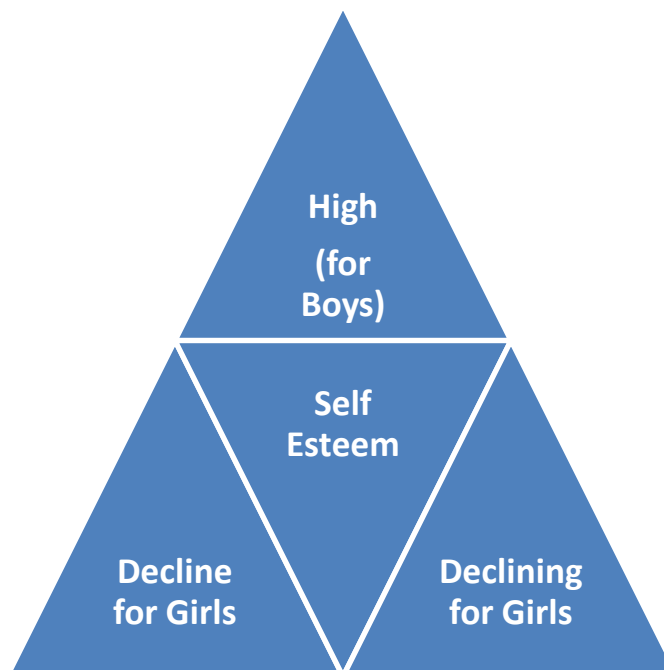 High
(for
Boys)
Self
Esteem
Decline
for Girls
Declining
for Girls